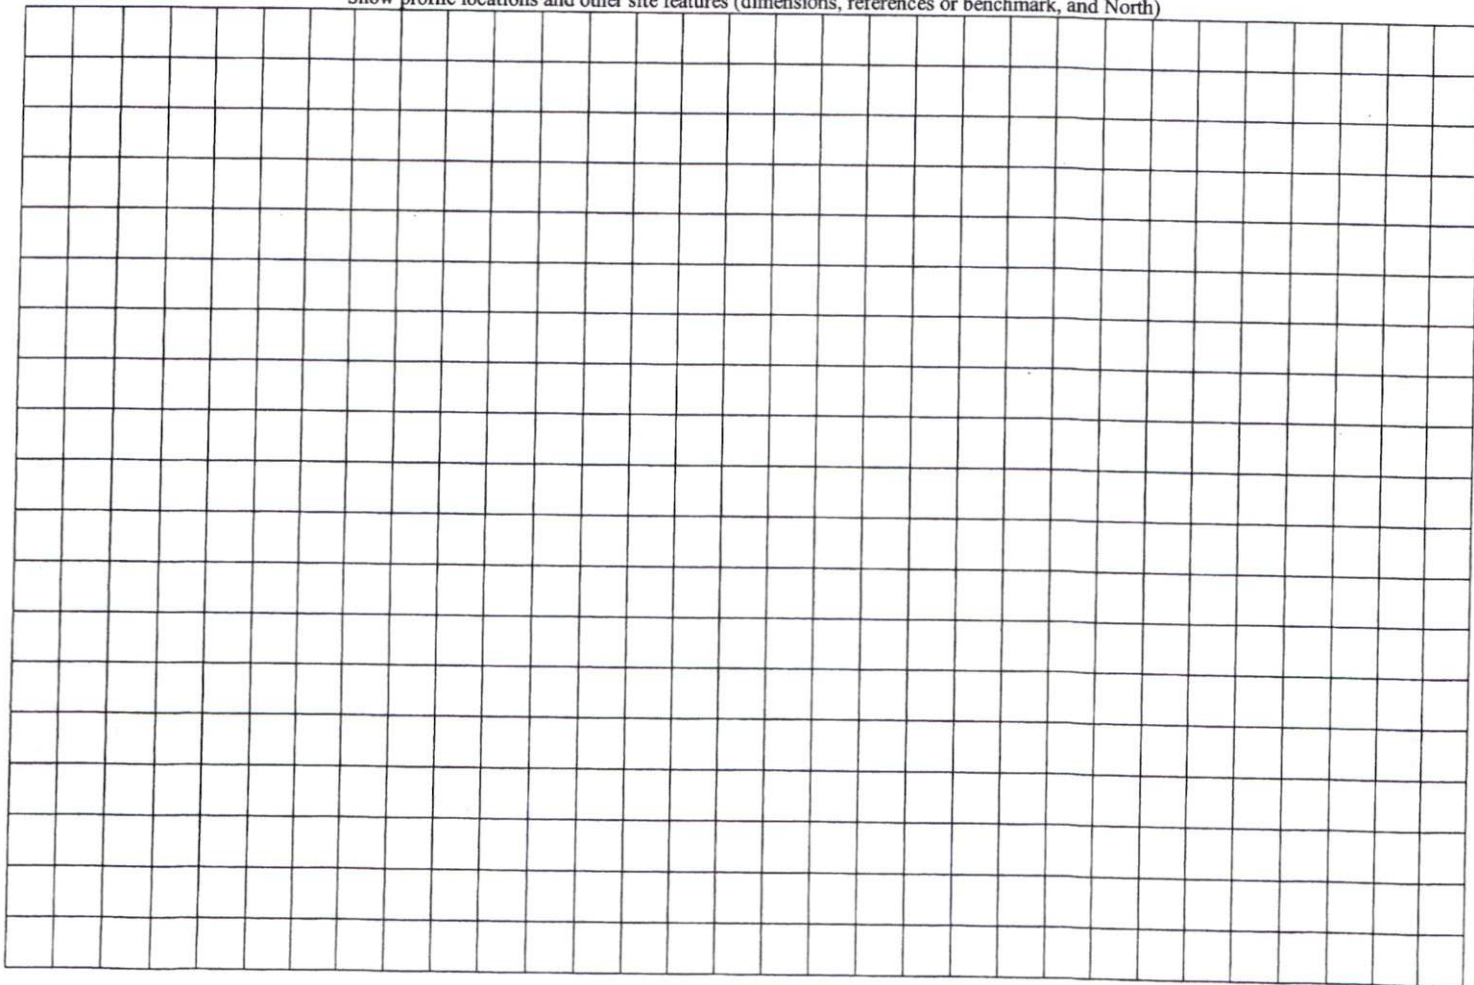 Show profile locations and other site features (dimensions, references or benchmark, and North)